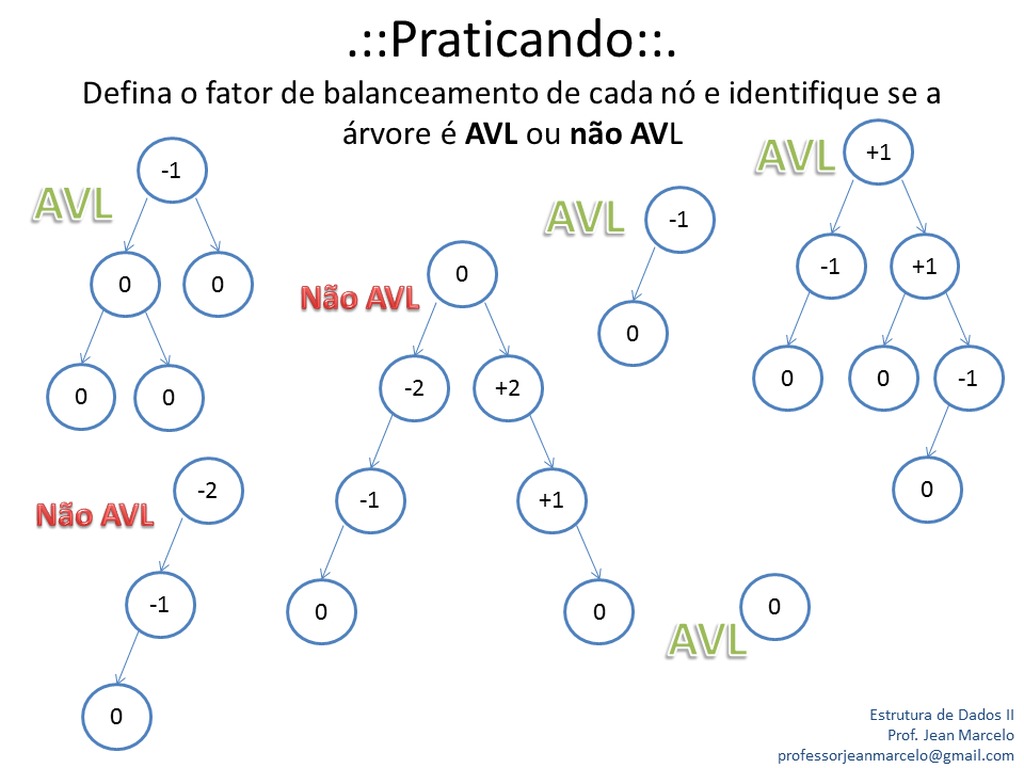 .::Praticando::.
Defina o fator de balanceamento de cada nó e identifique se a
árvore é AVL ou não AVL
AVL
-1
0
0
0
0
Não AVL
0
-2
+2
-1
+1
0
0
AVL
-1
0
AVL
+1
-1
+1
0
0
-1
0
Não AVL
-2
-1
0
AVL
0
Estrutura de Dados II
Prof. Jean Marcelo
professorjeanmarcelo@gmail.com